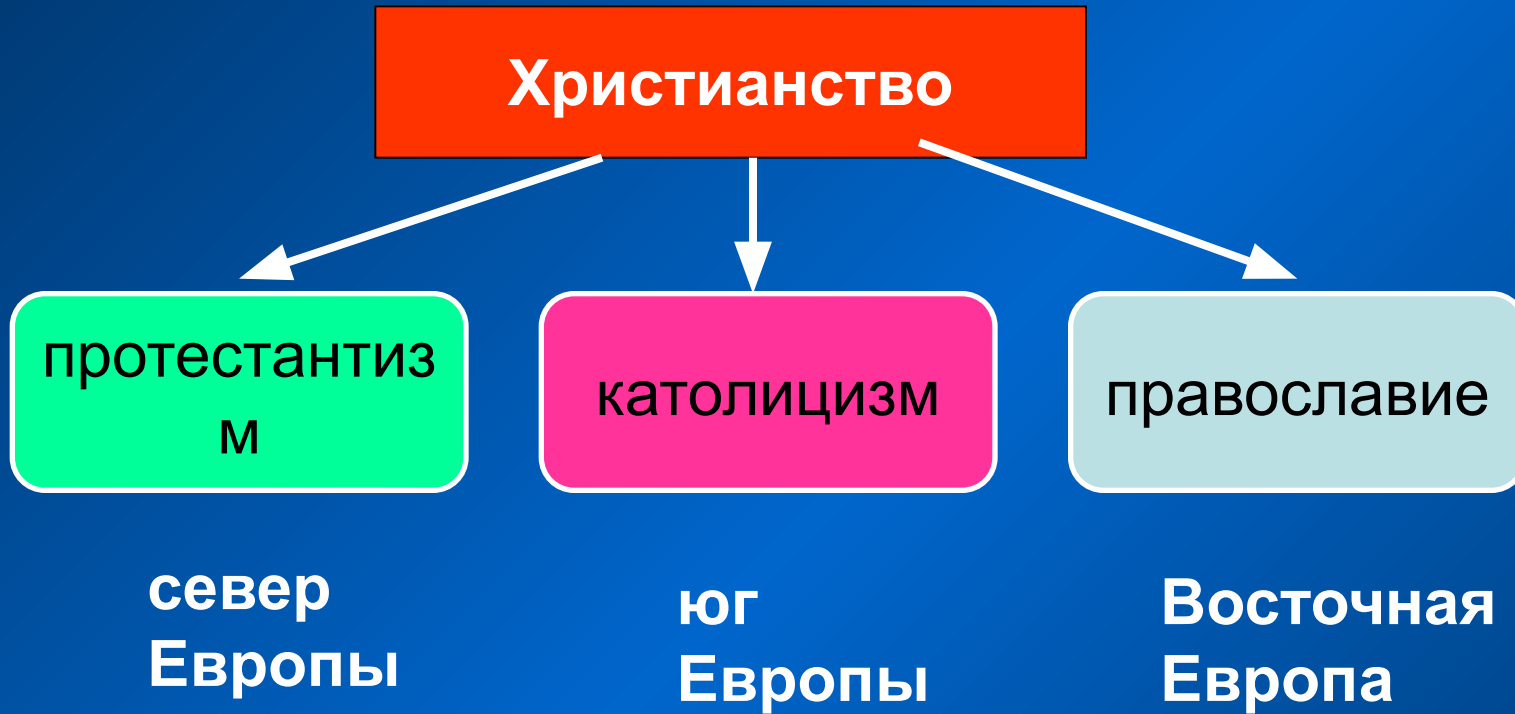 Христианство
протестантиз
м
католицизм
православие
север
Европы
юг
Европы
Восточная
Европа